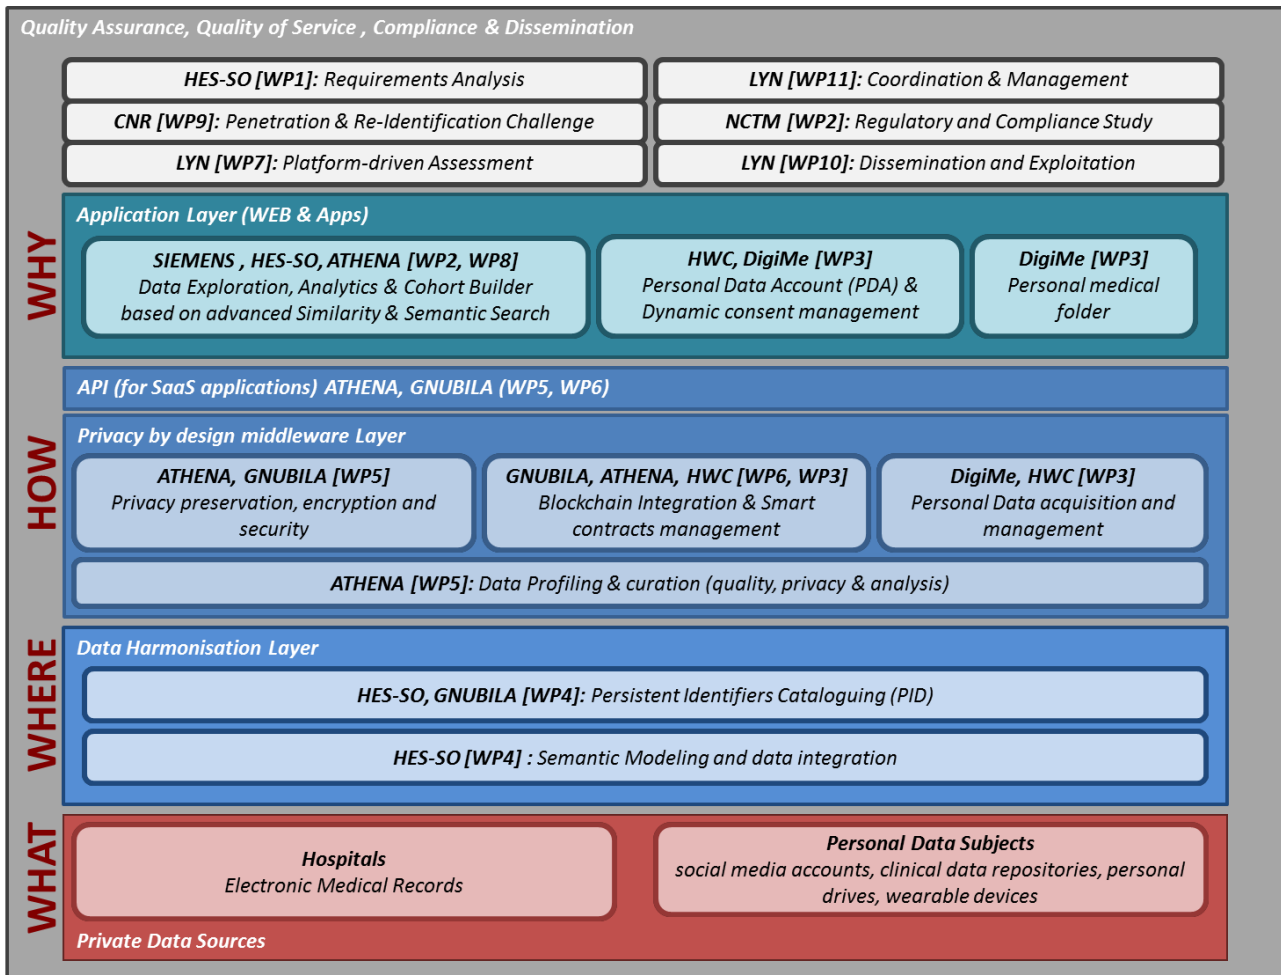 Quality Assurance, Quality of Service , Compliance & Dissemination
HES-SO [WP1]: Requirements Analysis
LYN [WP11]: Coordination & Management
CNR [WP9]: Penetration & Re-Identification Challenge
NCTM [WP2]: Regulatory and Compliance Study
LYN [WP7]: Platform-driven Assessment
LYN [WP10]: Dissemination and Exploitation
WHY
Application Layer (WEB & Apps)
SIEMENS , HES-SO, ATHENA [WP2, WP8]
Data Exploration, Analytics & Cohort Builder
based on advanced Similarity & Semantic Search
HWC, DigiMe [WP3]
Personal Data Account (PDA) &
Dynamic consent management
DigiMe [WP3]
Personal medical
folder
HOW
API (for SaaS applications) ATHENA, GNUBILA (WP5, WP6)
Privacy by design middleware Layer
ATHENA, GNUBILA [WP5]
Privacy preservation, encryption and
security
GNUBILA, ATHENA, HWC [WP6, WP3]
Blockchain Integration & Smart
contracts management
DigiMe, HWC [WP3]
Personal Data acquisition and
management
ATHENA [WP5]: Data Profiling & curation (quality, privacy & analysis)
WHERE
Data Harmonisation Layer
HES-SO, GNUBILA [WP4]: Persistent Identifiers Cataloguing (PID)
HES-SO [WP4] : Semantic Modeling and data integration
WHAT
Hospitals
Electronic Medical Records
Personal Data Subjects
social media accounts, clinical data repositories, personal
drives, wearable devices
Private Data Sources